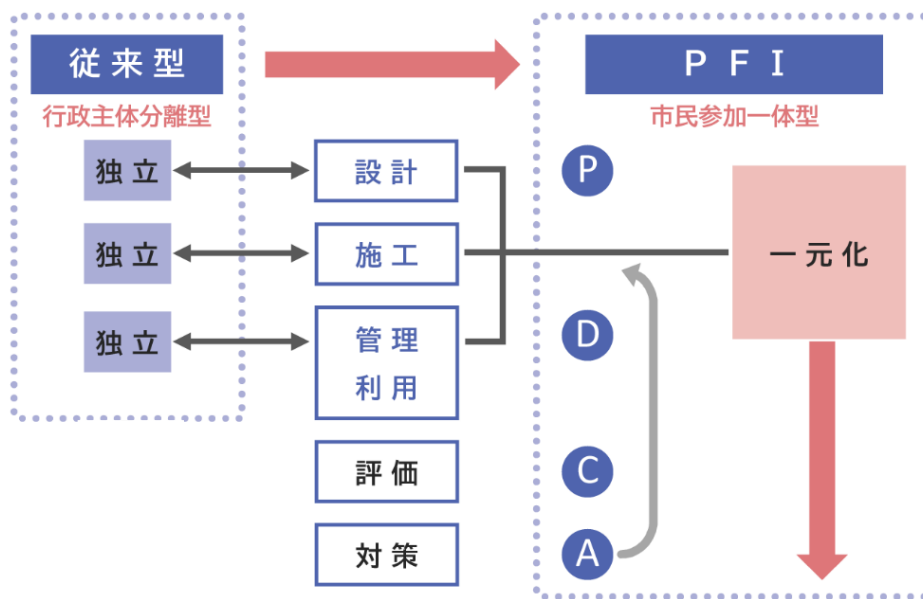 従来型
行政主体分離型
PFI
市民参加一体型
独立
設計
P
独立
施工
一元化
独立
管理
利用
D
評価
C
対策
A